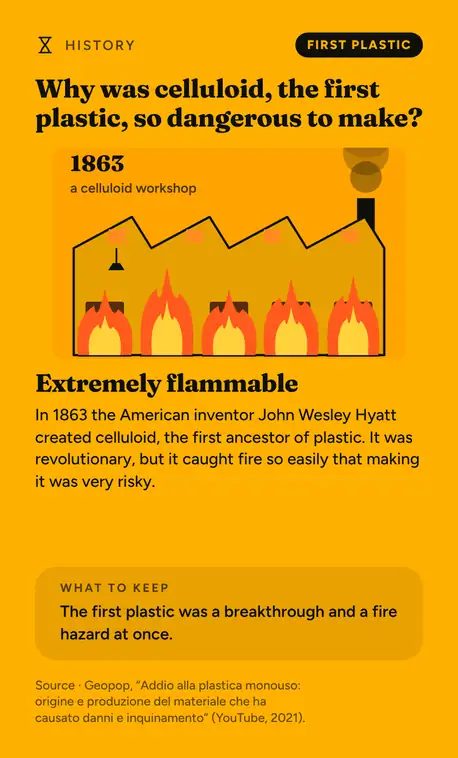 HISTORY
FIRST PLASTIC
Why was celluloid, the first
plastic, so dangerous to make?
1863
a celluloid workshop
Extremely flammable
In 1863 the American inventor John Wesley Hyatt
created celluloid, the first ancestor of plastic. It was
revolutionary, but it caught fire so easily that making
it was very risky.
WHAT TO KEEP
The first plastic was a breakthrough and a fire
hazard at once.
Source · Geopop, “Addio alla plastica monouso:
origine e produzione del materiale che ha
causato danni e inquinamento” (YouTube, 2021).